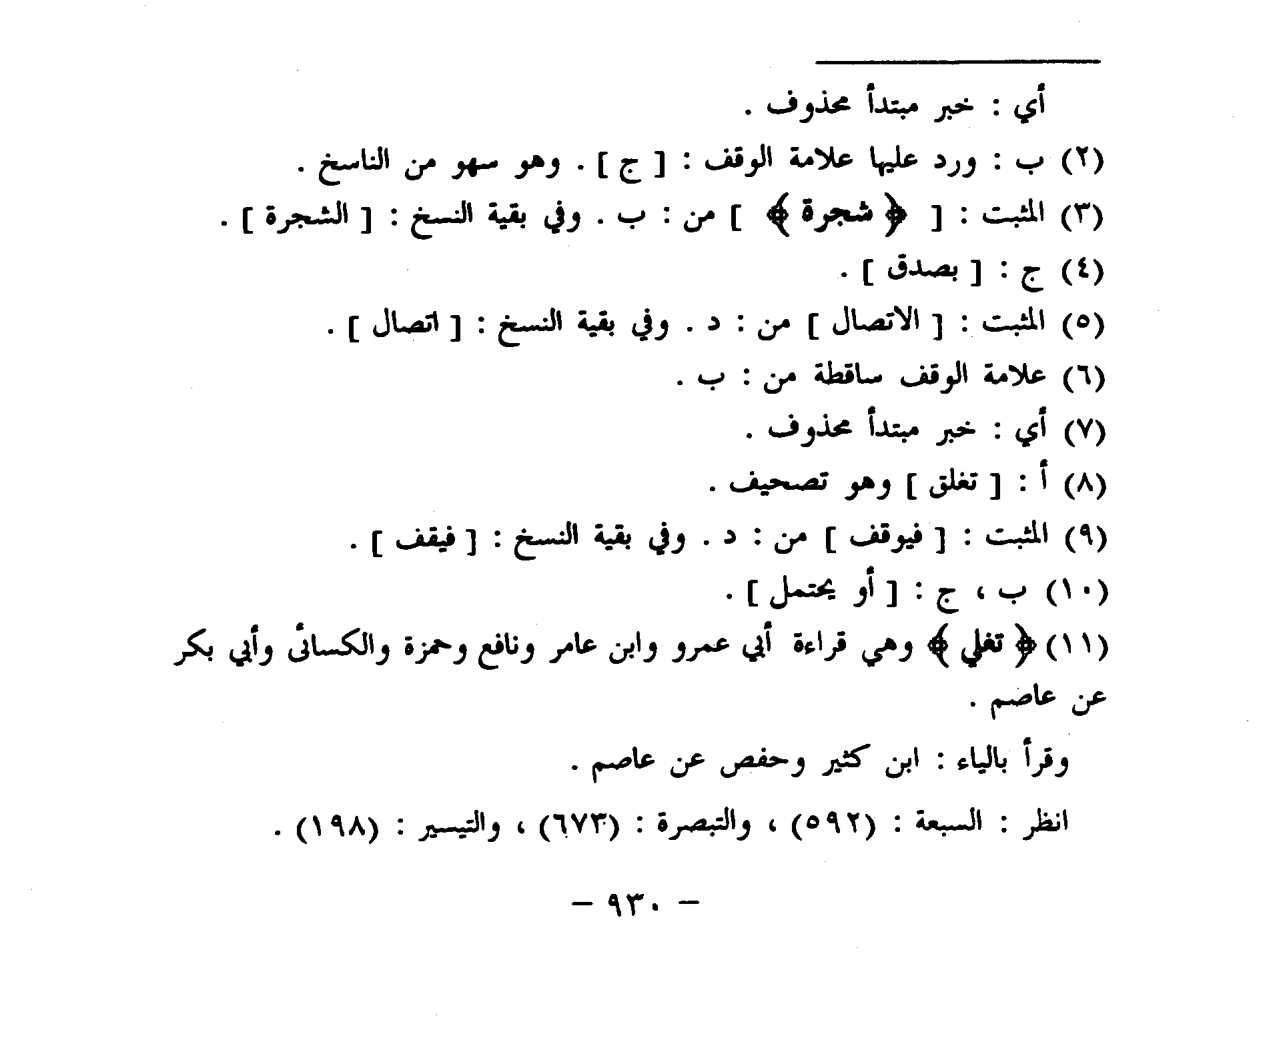 أي : خبر مبتدأ محذوف .
(٢) ب : ورد عليها علامة الوقف : [ ج ] . وهو سهو من الناسخ .
(٣) المثبت : [ ﴿ شجرة ﴾ ] من : ب . وفي بقية النسخ : [ الشجرة ] .
(٤) ج : [ بصدق ] .
(٥) المثبت : [ الاتصال ] من : د . وفي بقية النسخ : [ اتصال ] .
(٦) علامة الوقف ساقطة من : ب .
(٧) أي : خبر مبتدأ محذوف .
(٨) أ : [ تغلق ] وهو تصحيف .
(٩) المثبت : [ فيوقف ] من : د . وفي بقية النسخ : [ فيقف ] .
(١٠) ب ، ج : [ أو يحتمل ] .
(١١) ﴿ تغلي ﴾ وهي قراءة أبي عمرو وابن عامر ونافع وحمزة والكسائى وأبي بكر
عن عاصم .
وقرأ بالياء : ابن كثير وحفص عن عاصم .
انظر : السبعة : (٥٩٢) ، والتبصرة : (٦٧٣) ، والتيسير : (١٩٨) .
– ٩٣٠ –